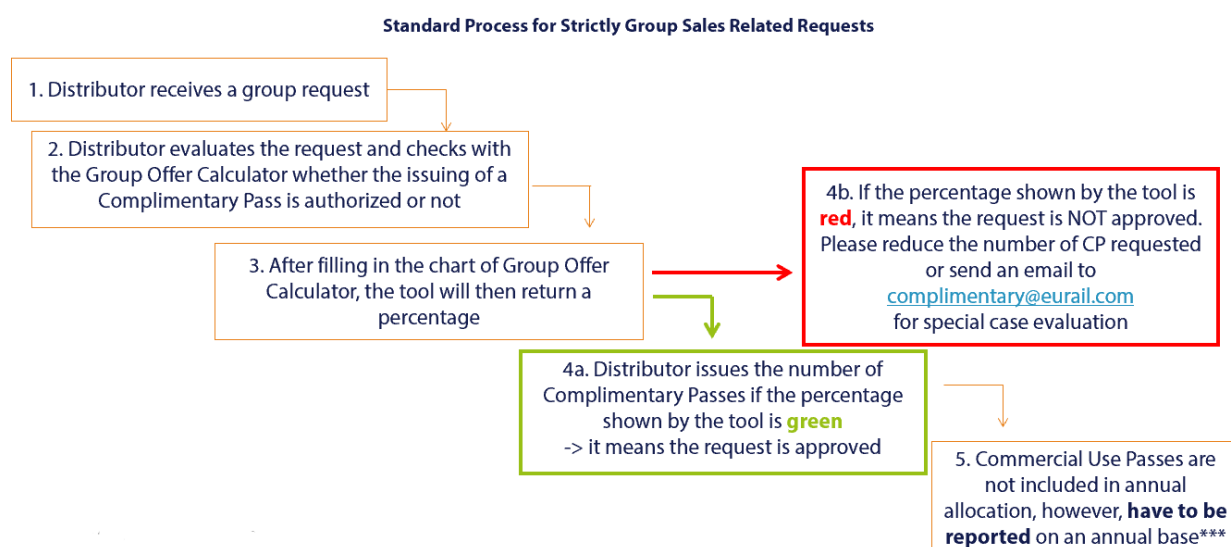 Standard Process for Strictly Group Sales Related Requests
1. Distributor receives a group request
2. Distributor evaluates the request and checks with
the Group Offer Calculator whether the issuing of a
Complimentary Pass is authorized or not
3. After filling in the chart of Group Offer
Calculator, the tool will then return a
percentage
4b. If the percentage shown by the tool is
red, it means the request is NOT approved.
Please reduce the number of CP requested
or send an email to
complimentary@eurail.com
for special case evaluation
4a. Distributor issues the number of
Complimentary Passes if the percentage
shown by the tool is green
-> it means the request is approved
5. Commercial Use Passes are
not included in annual
allocation, however, have to be
reported on an annual base***